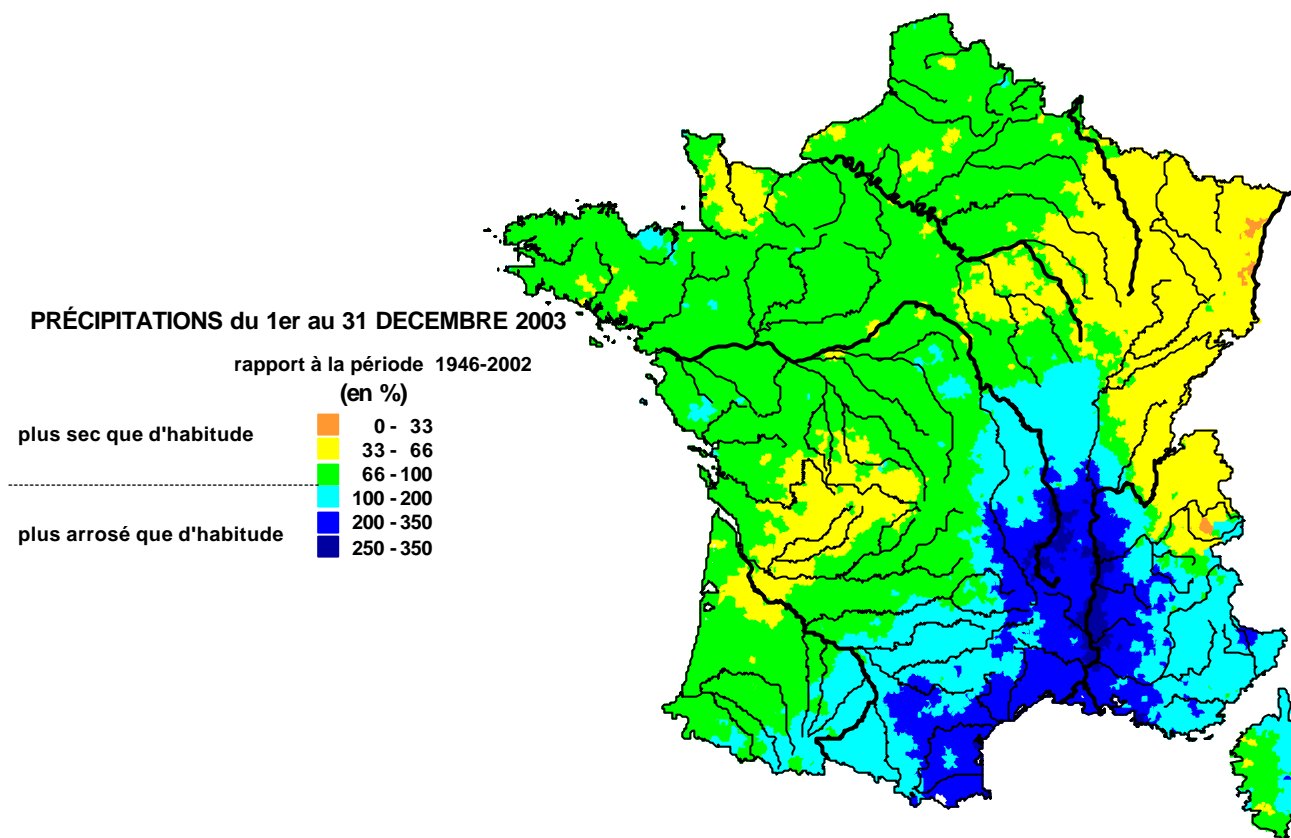 PRÉCIPITATIONS du 1er au 31 DECEMBRE 2003
rapport à la période 1946-2002
(en %)
plus sec que d'habitude
0 - 33
33 - 66
66 - 100
100 - 200
plus arrosé que d'habitude
200 - 350
250 - 350